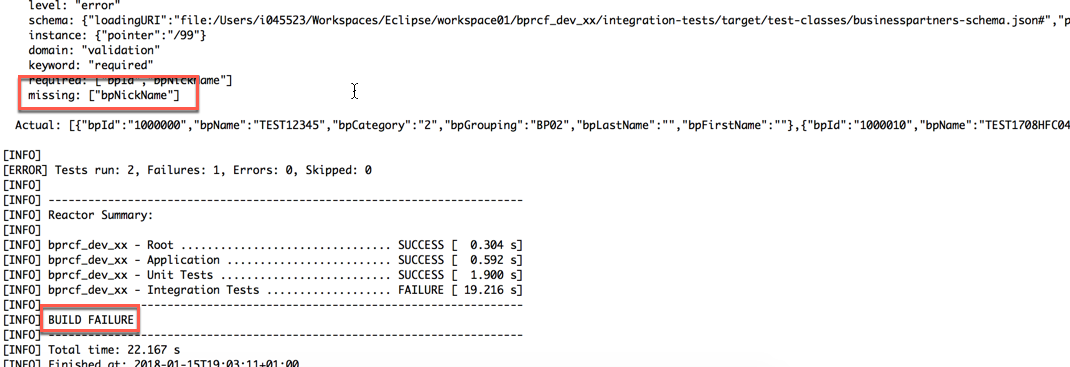 level: "error"
schema: {"loadingURI":"file:/Users/i045523/Workspaces/Eclipse/workspace01/bprcf_dev_xx/integration-tests/target/test-classes/businesspartners-schema.json#","p
instance: {"pointer":"/99"}
domain: "validation"
keyword: "required"
required: ["bpId","bpNickName"]
missing: ["bpNickName"]
Actual: [{"bpId":"1000000","bpName":"TEST12345","bpCategory":"2","bpGrouping":"BP02","bpLastName":"","bpFirstName":""},{"bpId":"1000010","bpName":"TEST1708HFC04
[INFO]
[ERROR] Tests run: 2, Failures: 1, Errors: 0, Skipped: 0
[INFO]
[INFO] ------------------------------------------------------------------------
[INFO] Reactor Summary:
[INFO]
[INFO] bprcf_dev_xx - Root ................................ SUCCESS [  0.304 s]
[INFO] bprcf_dev_xx - Application ......................... SUCCESS [  0.592 s]
[INFO] bprcf_dev_xx - Unit Tests .......................... SUCCESS [  1.900 s]
[INFO] bprcf_dev_xx - Integration Tests ................... FAILURE [ 19.216 s]
[INFO] ------------------------------------------------------------------------
[INFO] BUILD FAILURE
[INFO] ------------------------------------------------------------------------
[INFO] Total time: 22.167 s
[INFO] Finished at: 2018-01-15T19:03:11+01:00